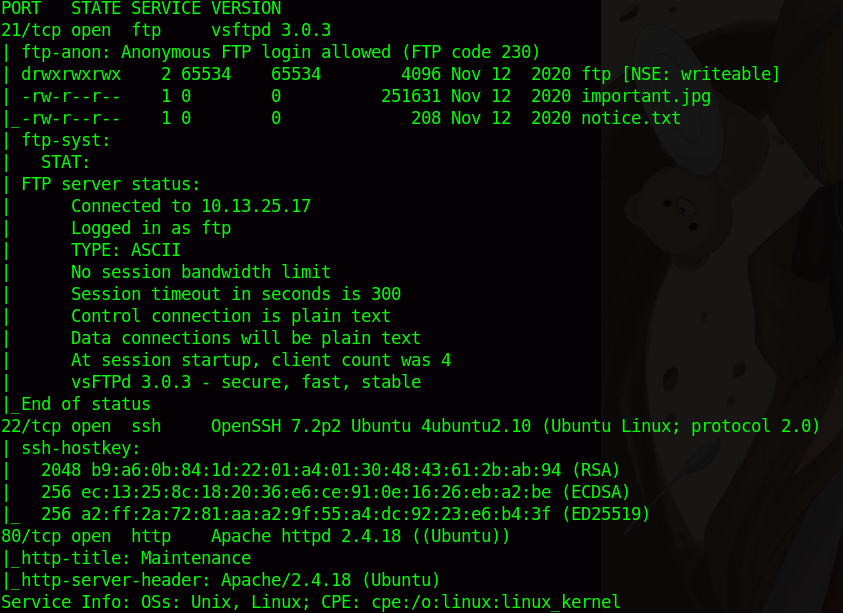 PORT   STATE SERVICE VERSION
21/tcp open  ftp     vsftpd 3.0.3
| ftp-anon: Anonymous FTP login allowed (FTP code 230)
| drwxrwxrwx    2 65534    65534        4096 Nov 12  2020 ftp [NSE: writeable]
| -rw-r--r--    1 0        0          251631 Nov 12  2020 important.jpg
|_-rw-r--r--    1 0        0             208 Nov 12  2020 notice.txt
| ftp-syst:
|   STAT:
| FTP server status:
|      Connected to 10.13.25.17
|      Logged in as ftp
|      TYPE: ASCII
|      No session bandwidth limit
|      Session timeout in seconds is 300
|      Control connection is plain text
|      Data connections will be plain text
|      At session startup, client count was 4
|      vsFTPd 3.0.3 - secure, fast, stable
|_End of status
22/tcp open  ssh     OpenSSH 7.2p2 Ubuntu 4ubuntu2.10 (Ubuntu Linux; protocol 2.0)
| ssh-hostkey:
|   2048 b9:a6:0b:84:1d:22:01:a4:01:30:48:43:61:2b:ab:94 (RSA)
|   256 ec:13:25:8c:18:20:36:e6:ce:91:0e:16:26:eb:a2:be (ECDSA)
|_  256 a2:ff:2a:72:81:aa:a2:9f:55:a4:dc:92:23:e6:b4:3f (ED25519)
80/tcp open  http    Apache httpd 2.4.18 ((Ubuntu))
|_http-title: Maintenance
|_http-server-header: Apache/2.4.18 (Ubuntu)
Service Info: OSs: Unix, Linux; CPE: cpe:/o:linux:linux_kernel